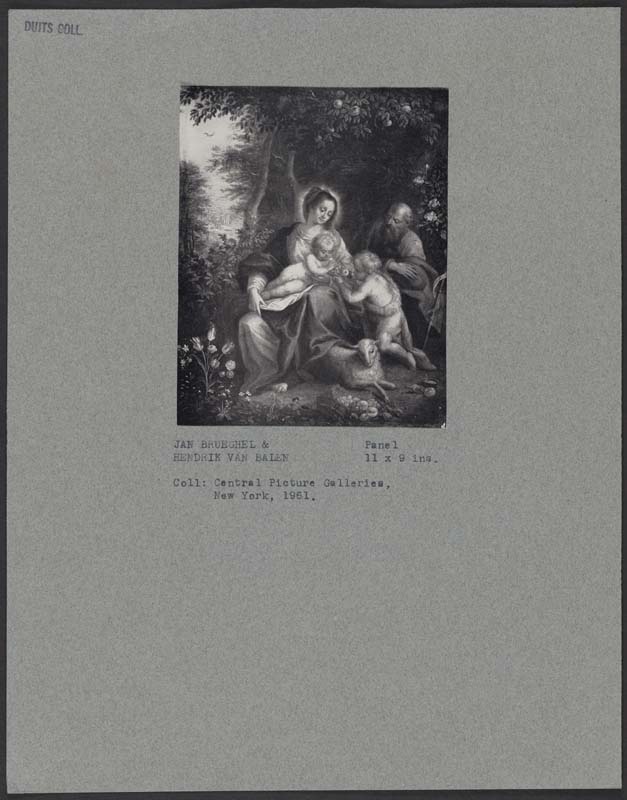 DUITS COLL.
JAN BRUEGHEL &
HENDRIK VAN BALEN
Panel
11 x 9 ins.
Coll: Central Picture Galleries,
New York, 1961.